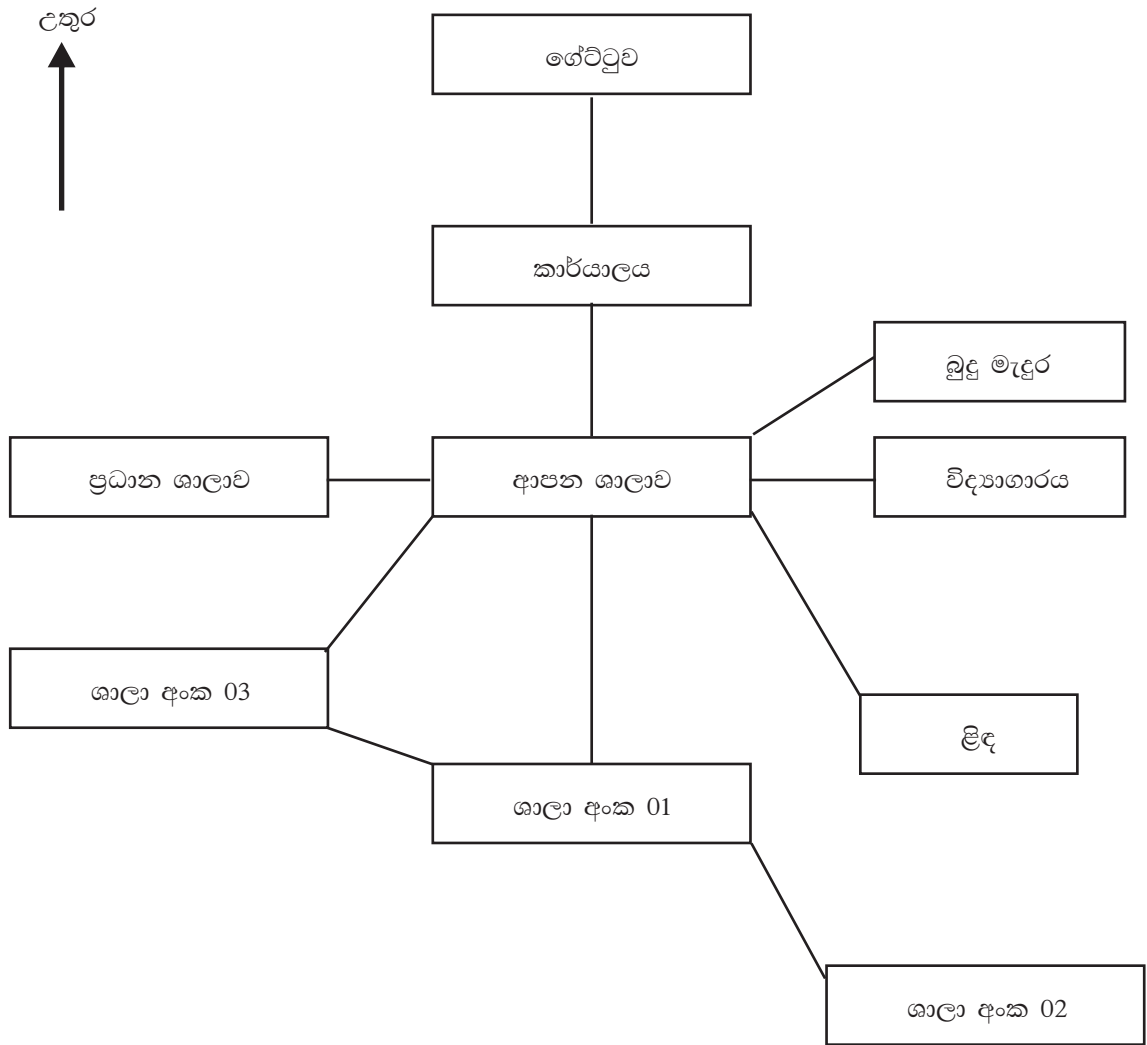 උතුර
ගේට්ටුව
කාර්යාලය
බුදු මැදුර
ප්‍රධාන ශාලාව
ආපන ශාලාව
විද්‍යාගාරය
ශාලා අංක 03
ළිඳ
ශාලා අංක 01
ශාලා අංක 02